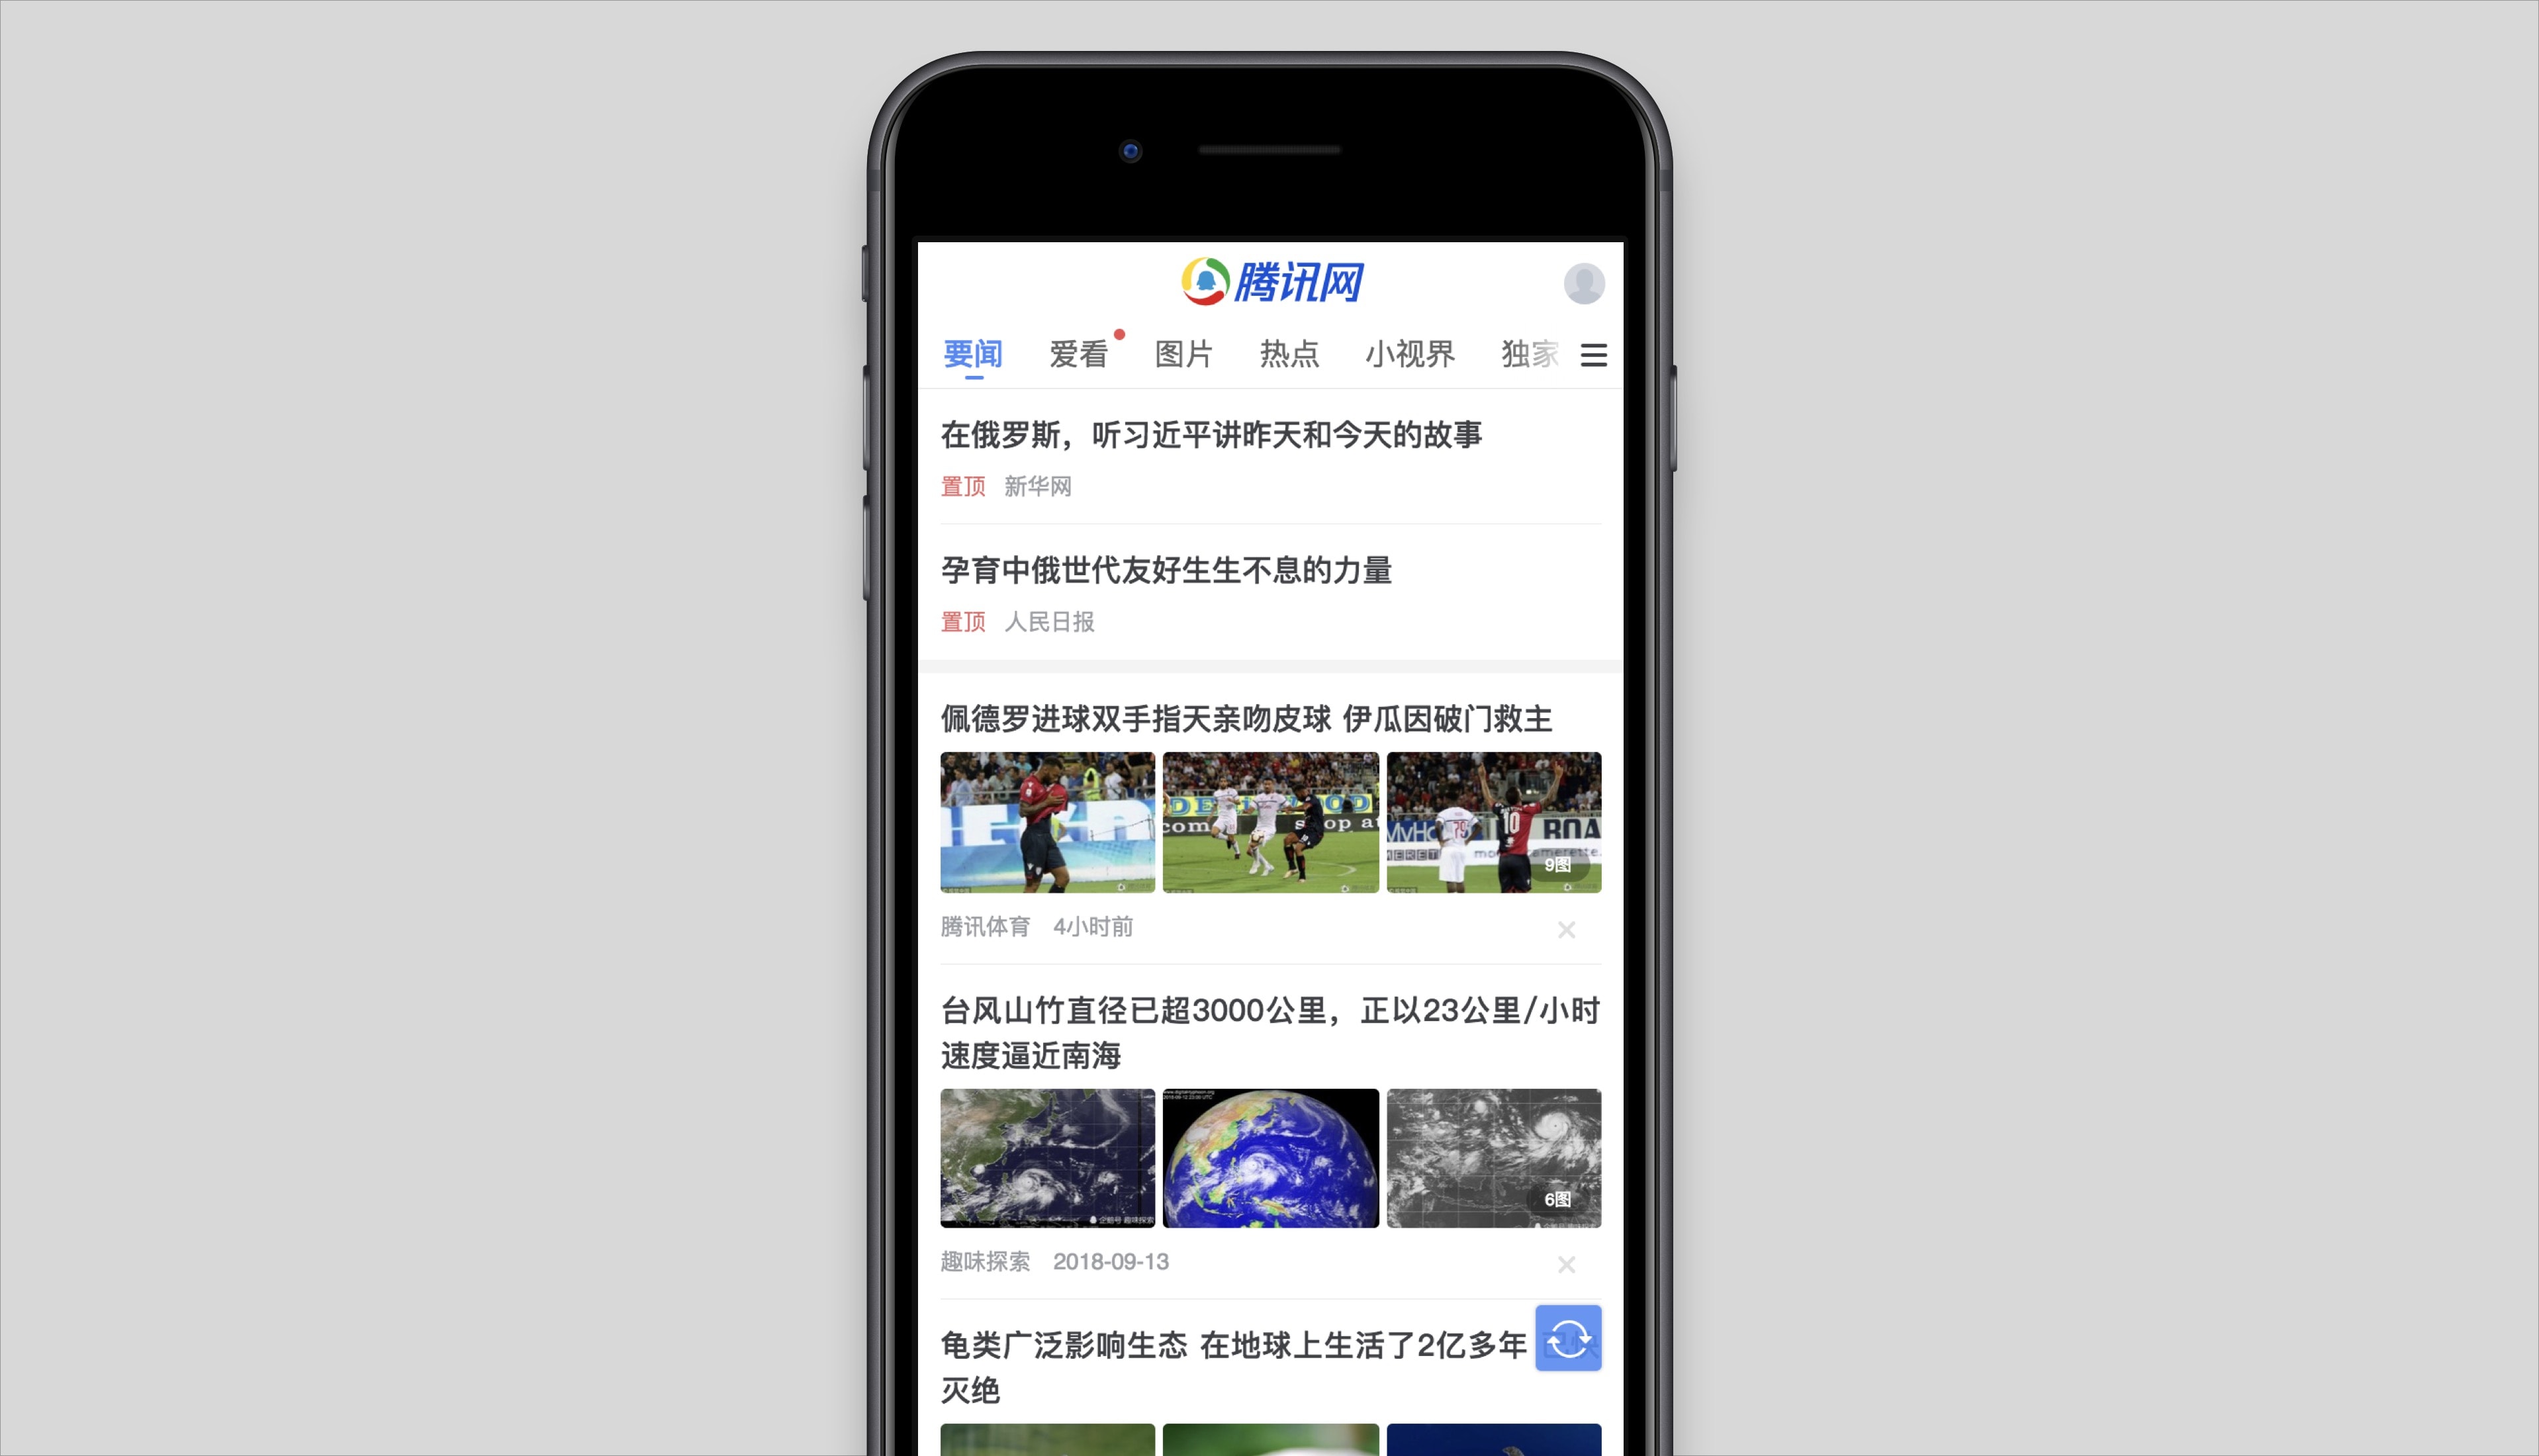 腾讯网
要闻 爱看 图片 热点 小视界 独家
在俄罗斯，听习近平讲昨天和今天的故事
置顶 新华网
孕育中俄世代友好生生不息的力量
置顶 人民日报
佩德罗进球双手指天亲吻皮球 伊瓜因破门救主
10
9图
腾讯体育 4小时前
台风山竹直径已超3000公里，正以23公里/小时
速度逼近南海
6图
趣味探索 2018-09-13
龟类广泛影响生态 在地球上生活了2亿多年 已快
灭绝